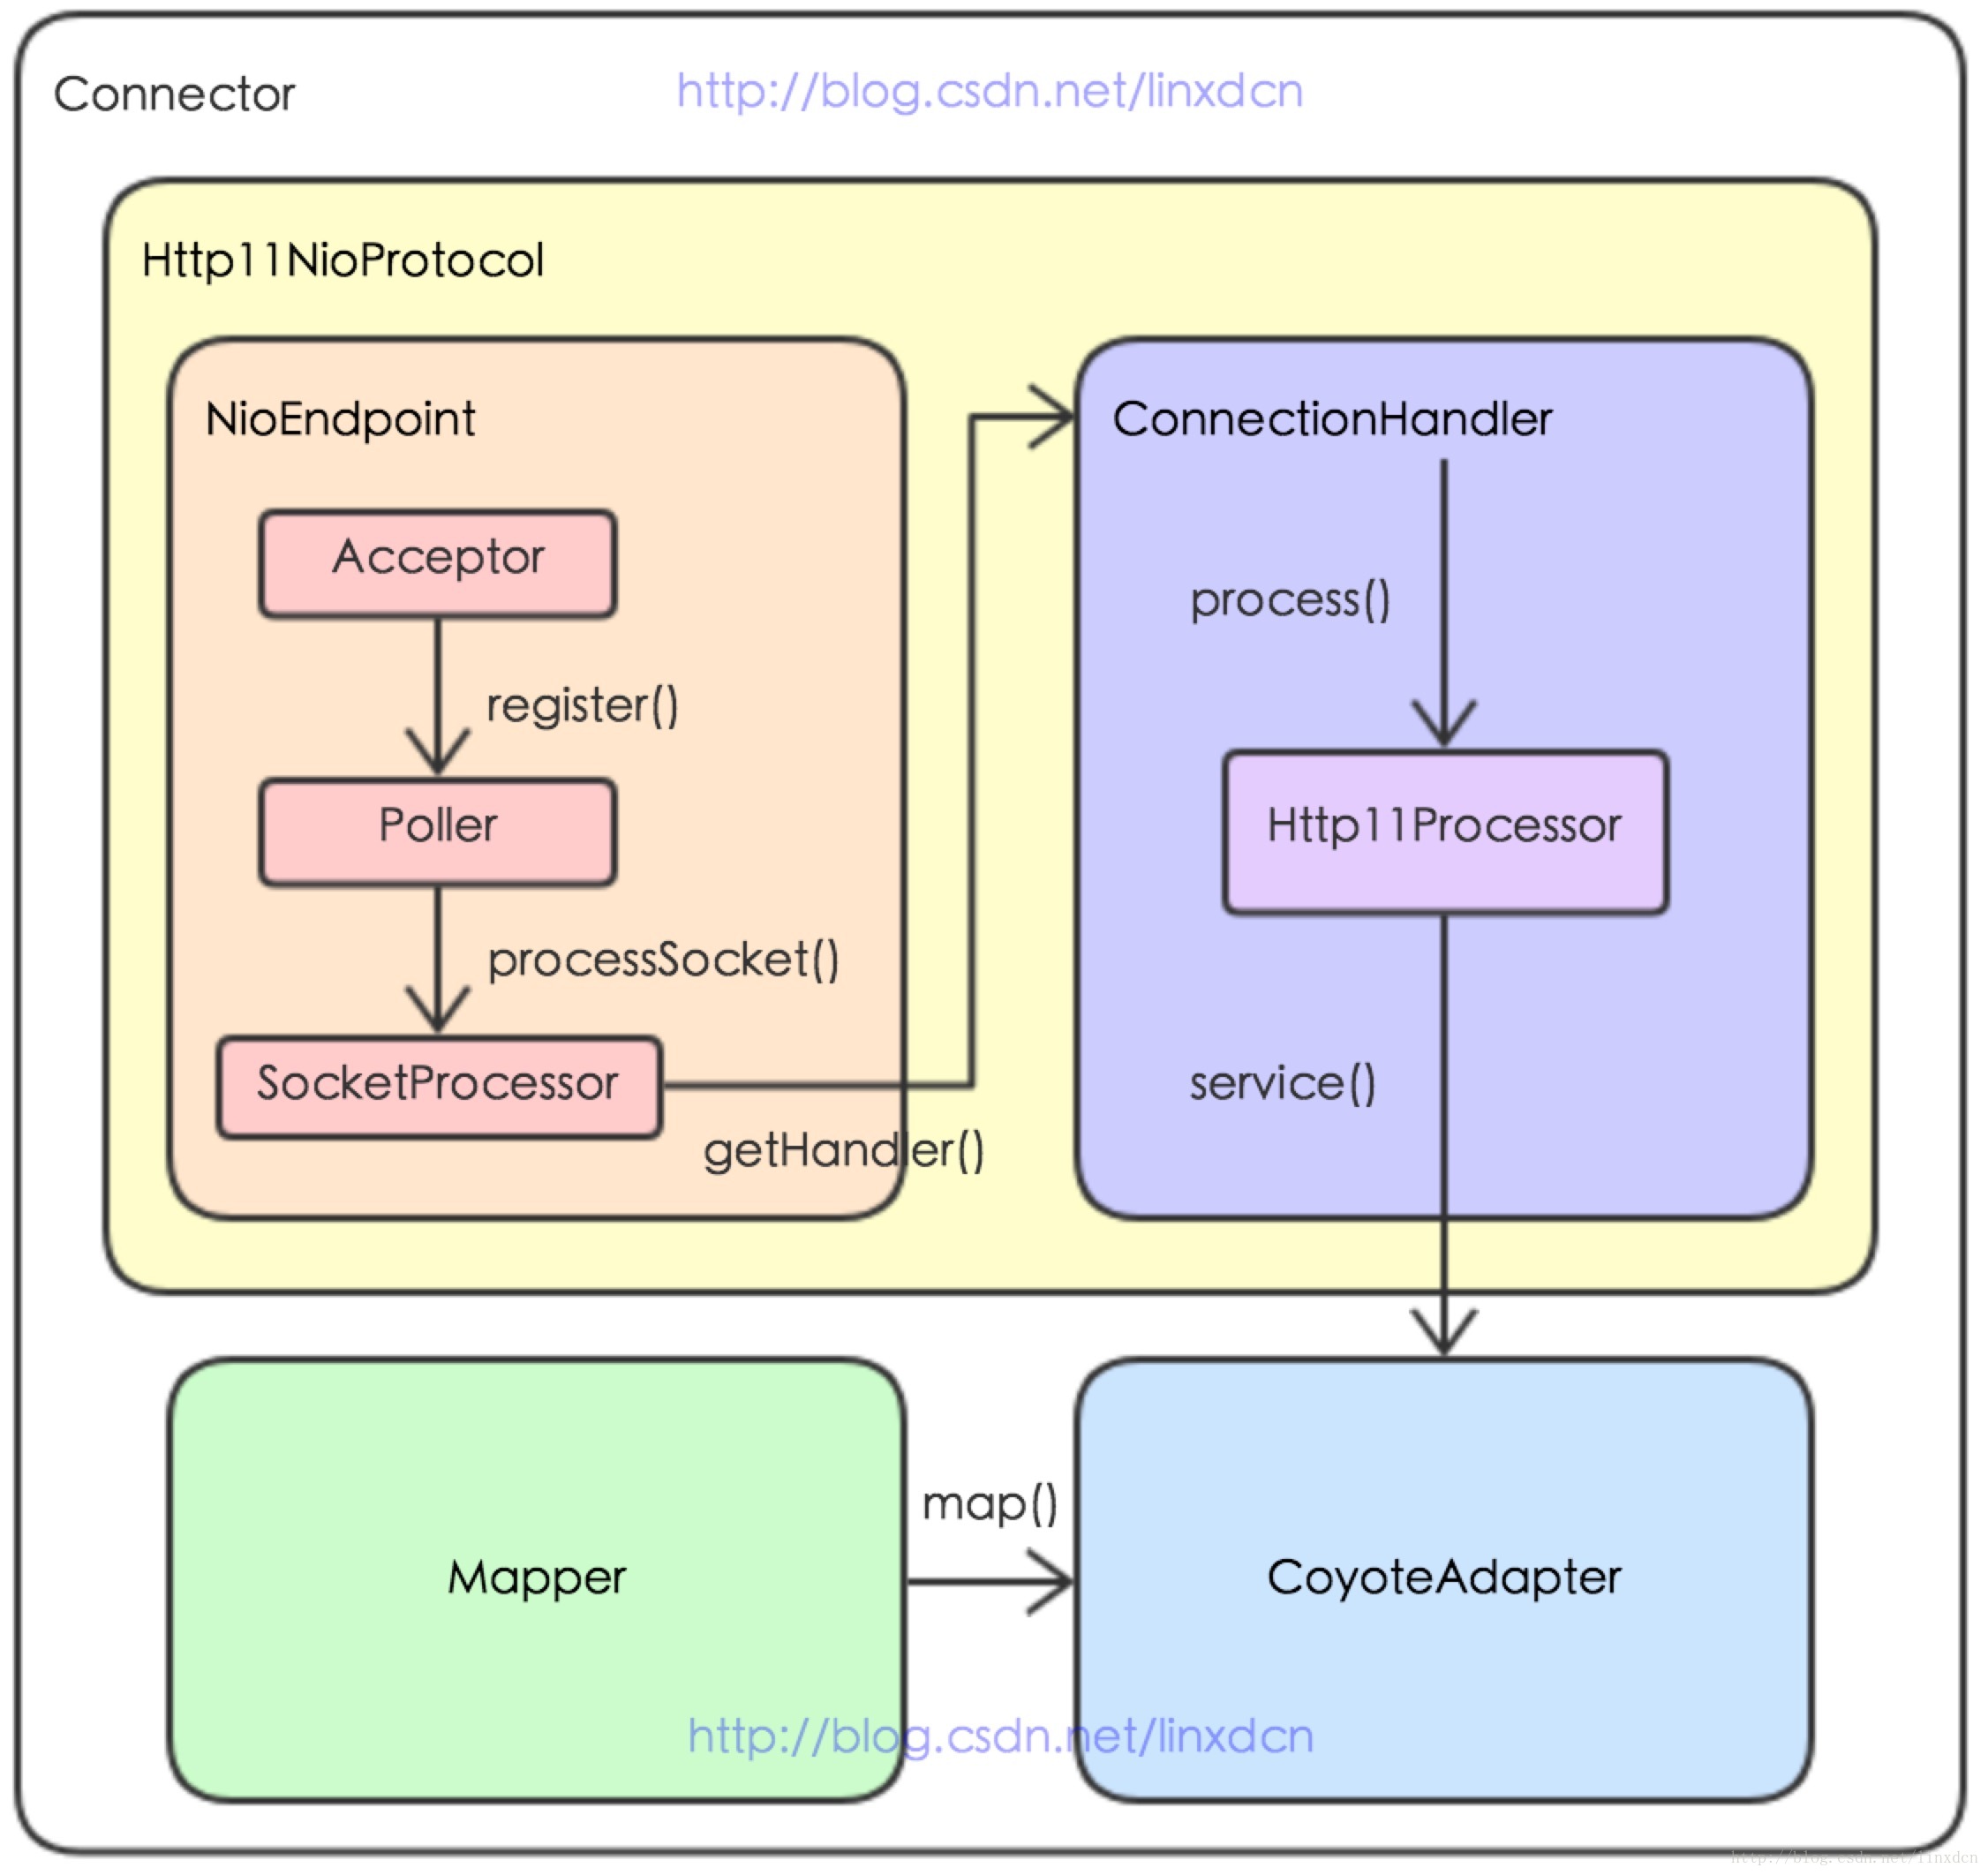 Connector
http://blog.csdn.net/linxdcn
Http11NioProtocol
NioEndpoint
Acceptor
register()
Poller
processSocket()
SocketProcessor
getHandler()
ConnectionHandler
process()
Http11Processor
service()
Mapper
map()
CoyoteAdapter
http://blog.csdn.net/linxdcn
http://blog.csdn.net/linxdcn